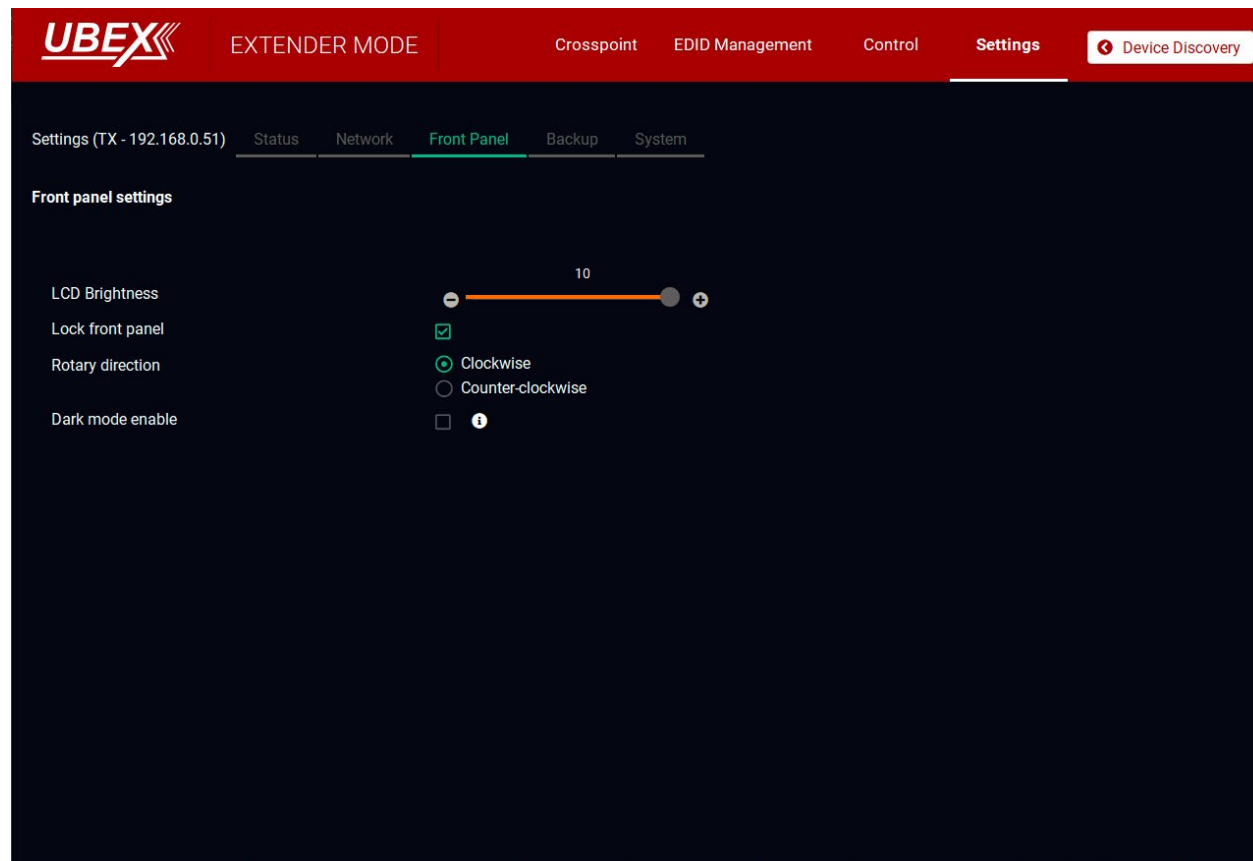 UBEX EXTENDER MODE Crosspoint EDID Management Control Settings Device Discovery
Settings (TX - 192.168.0.51) Status Network Front Panel Backup System
Front panel settings
10
LCD Brightness
Lock front panel
Rotary direction Clockwise
Counter-clockwise
Dark mode enable